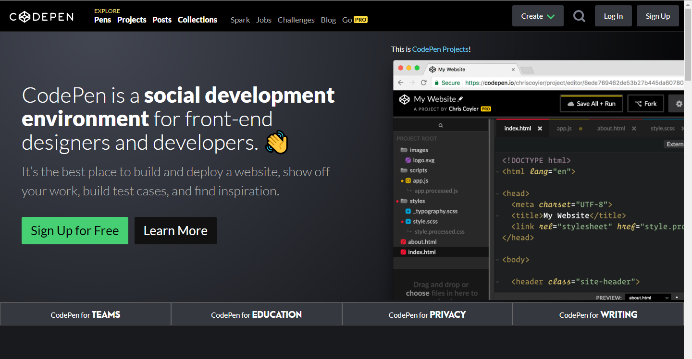 CODEPEN
EXPLORE
Pens Projects Posts Collections Spark Jobs Challenges Blog Go PRO
Create Log In Sign Up
This is CodePen Projects!
CodePen is a social development
environment for front-end
designers and developers.
It's the best place to build and deploy a website, show off
your work, build test cases, and find inspiration.
Sign Up for Free Learn More
My Website
Secure
My Website
A PROJECT BY Chris Coyier PRO
Save All + Run Fork
PROJECT ROOT
images
logo.svg
scripts
app.js
app.processed.js
styles
_typography.scss
style.scss
style.processed.css
about.html
index.html
Drag and drop or
choose files in here to
index.html app.js about.html style.scss
Extern
<!DOCTYPE html>
<html lang="en">
<head>
<meta charset="UTF-8">
<title>My Website</title>
<link rel="stylesheet" href="style.pro
</head>
<body>
<header class="site-header">
PREVIEW: about.html
CodePen for TEAMS
CodePen for EDUCATION
CodePen for PRIVACY
CodePen for WRITING